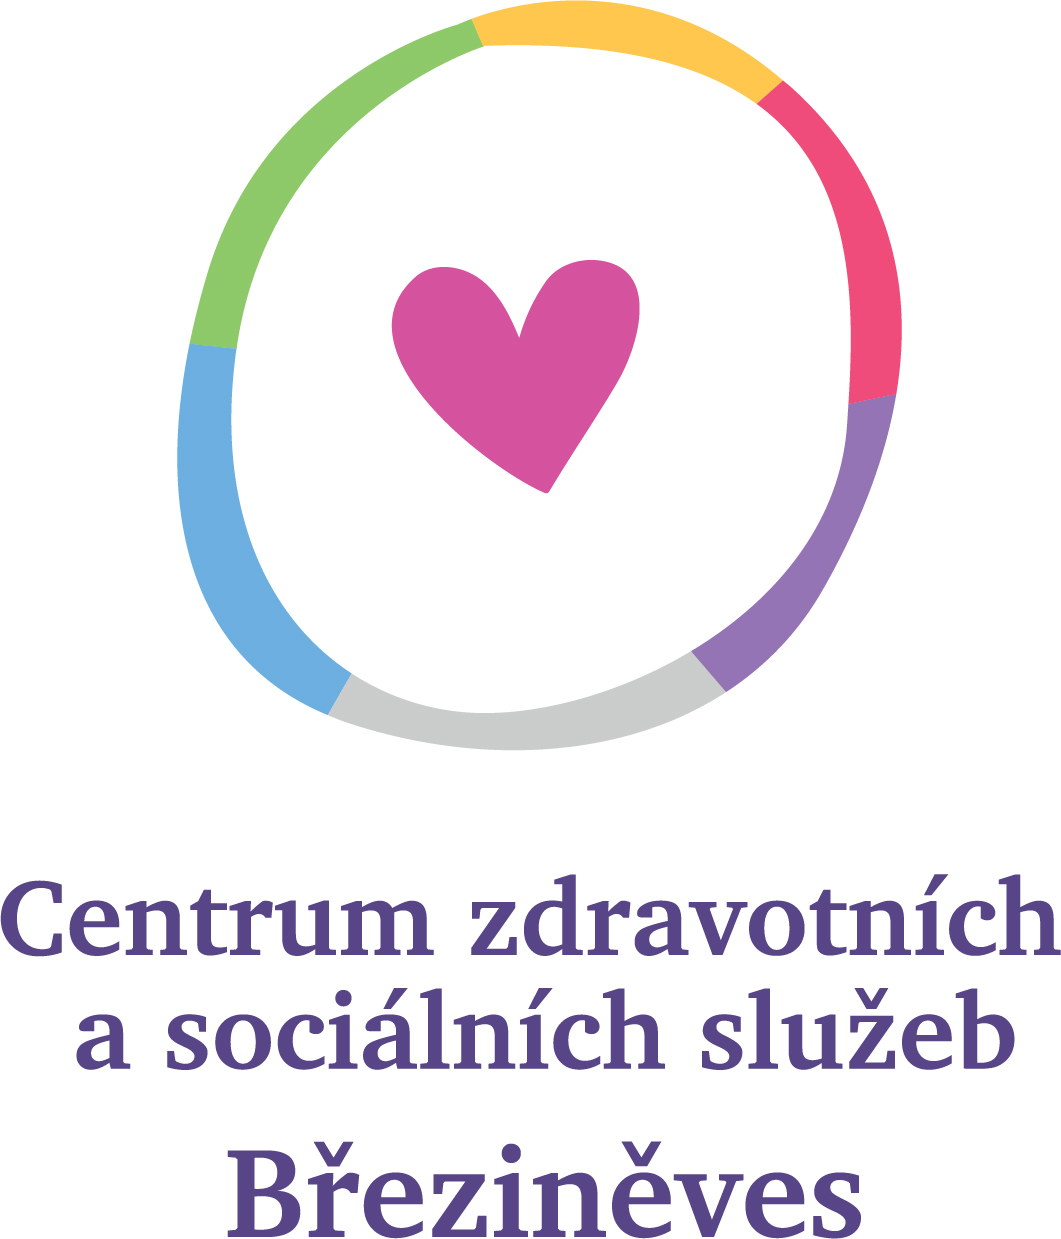 Centrum zdravotních
a sociálních služeb
Březiněves